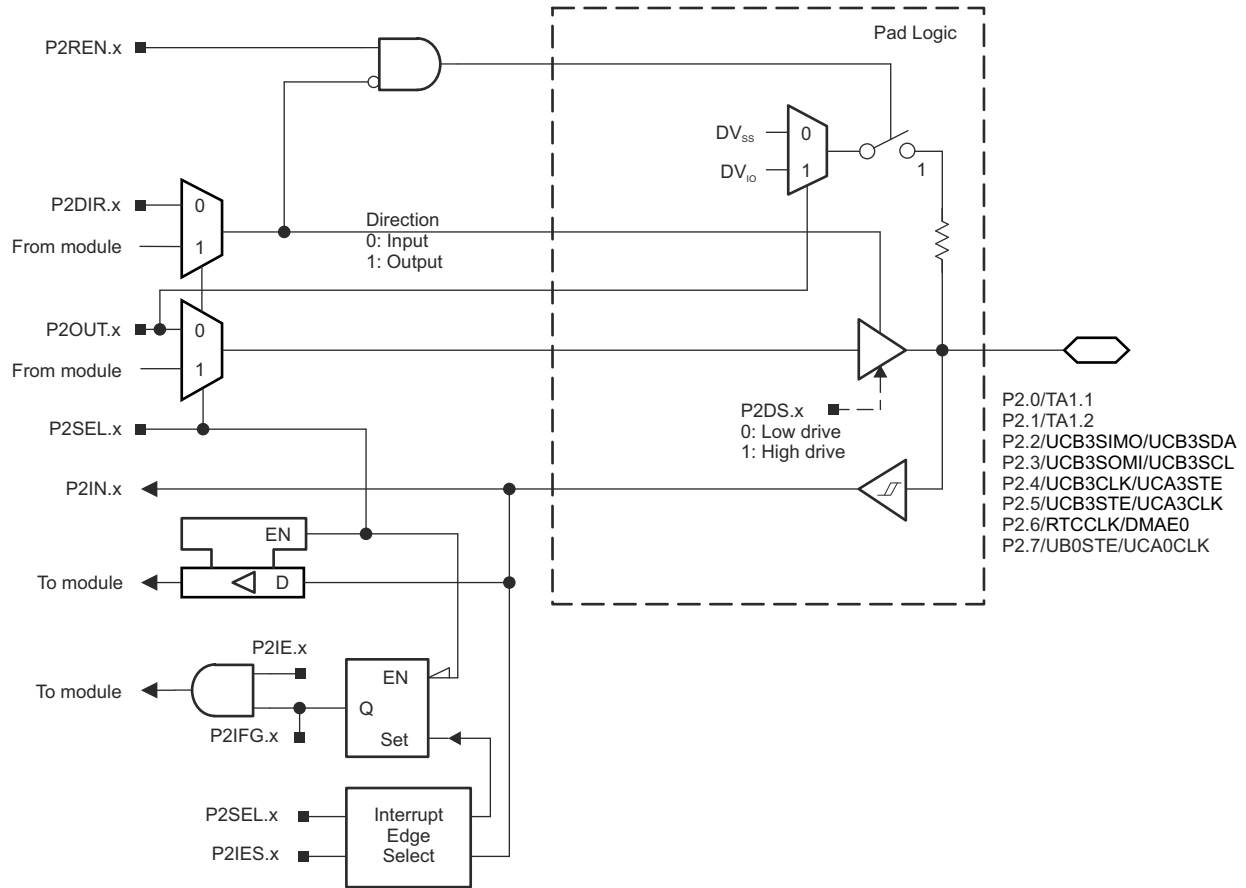 Pad Logic
P2REN.x
DVSS
0
DVIO
1
1
P2DIR.x
0
From module
1
Direction
0: Input
1: Output
P2OUT.x
0
From module
1
P2SEL.x
P2DS.x
0: Low drive
1: High drive
P2.0/TA1.1
P2.1/TA1.2
P2.2/UCB3SIMO/UCB3SDA
P2.3/UCB3SOMI/UCB3SCL
P2.4/UCB3CLK/UCA3STE
P2.5/UCB3STE/UCA3CLK
P2.6/RTCCLK/DMAE0
P2.7/UB0STE/UCA0CLK
P2IN.x
EN
To module
D
P2IE.x
EN
To module
Q
P2IFG.x
Set
P2SEL.x
P2IES.x
Interrupt
Edge
Select